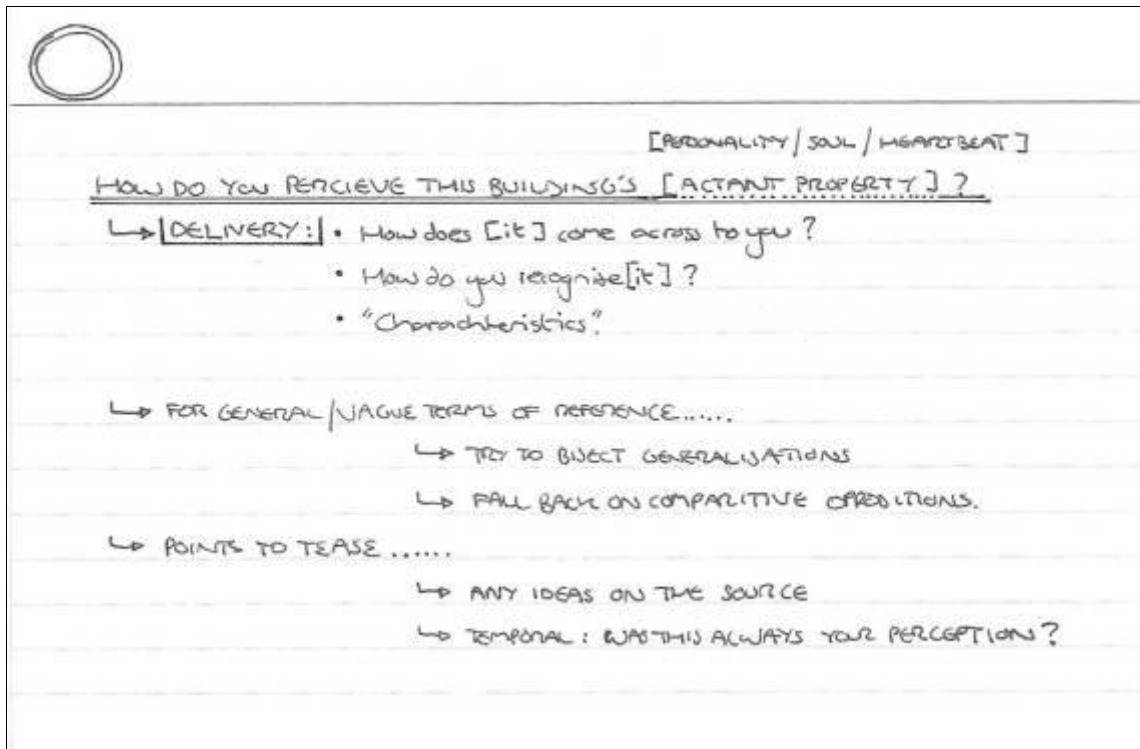 [PERSONALITY / SOUL / HEARTBEAT]
HOW DO YOU PERCIEVE THIS BUILDING'S [ACTANT PROPERTY] ?
↳ DELIVERY: • How does [it] come across to you?
• How do you recognise [it] ?
• "Charachteristics".
↳ FOR GENERAL / VAGUE TERMS OF REFERENCE......
↳ TRY TO BISECT GENERALISATIONS
↳ FALL BACK ON COMPARITIVE OPPOSITIONS.
↳ POINTS TO TEASE ......
↳ ANY IDEAS ON THE SOURCE
↳ TEMPORAL : WAS THIS ALWAYS YOUR PERCEPTION?